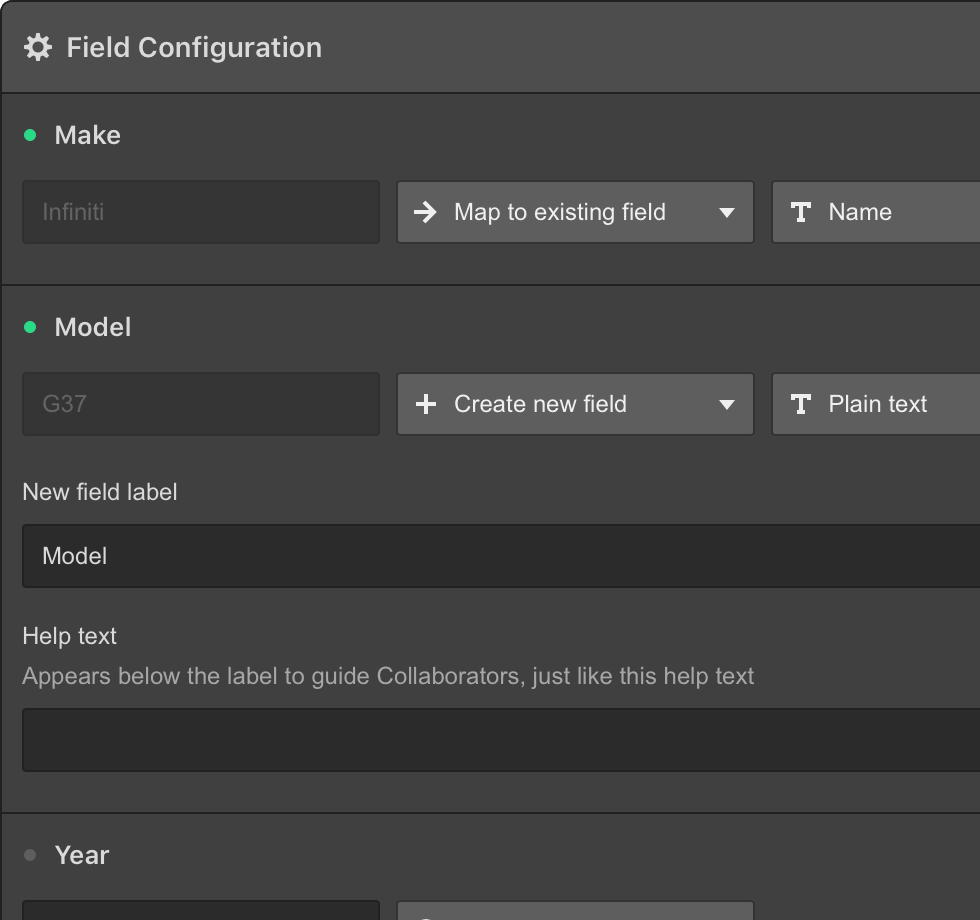 Field Configuration
Make
Infiniti Map to existing field Name
Model
G37 Create new field Plain text
New field label
Model
Help text
Appears below the label to guide Collaborators, just like this help text
Year